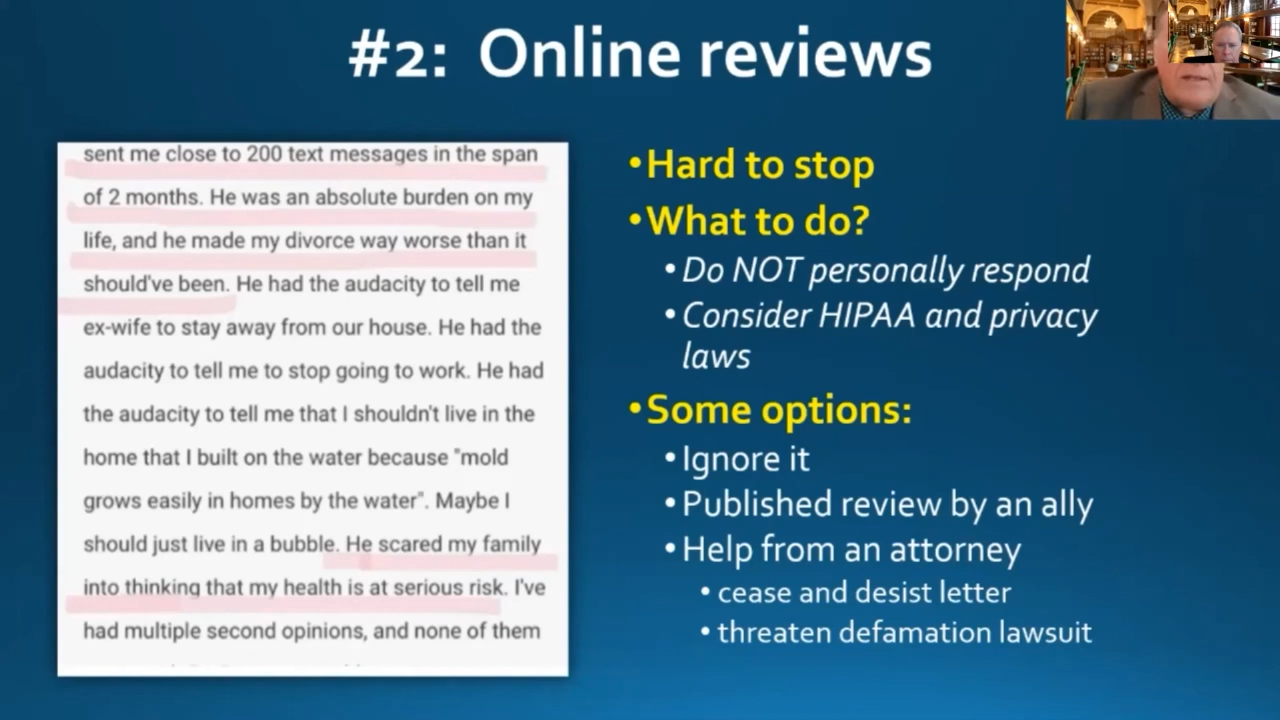 #2: Online reviews
sent me close to 200 text messages in the span
of 2 months. He was an absolute burden on my
life, and he made my divorce way worse than it
should've been. He had the audacity to tell me
ex-wife to stay away from our house. He had the
audacity to tell me to stop going to work. He had
the audacity to tell me that I shouldn't live in the
home that I built on the water because "mold
grows easily in homes by the water". Maybe I
should just live in a bubble. He scared my family
into thinking that my health is at serious risk. I've
had multiple second opinions, and none of them
•Hard to stop
•What to do?
•Do NOT personally respond
•Consider HIPAA and privacy
laws
•Some options:
•Ignore it
•Published review by an ally
•Help from an attorney
• cease and desist letter
• threaten defamation lawsuit